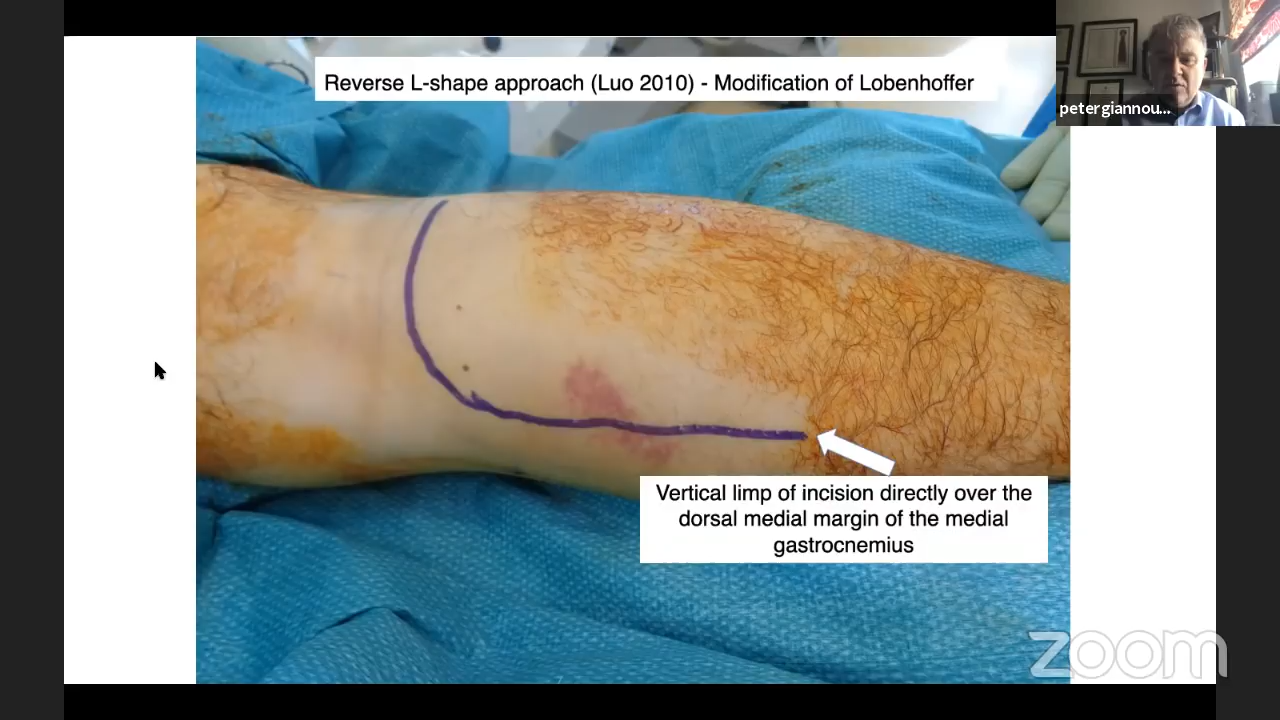 Reverse L-shape approach (Luo 2010) - Modification of Lobenhoffer
petergiannou...
Vertical limp of incision directly over the
dorsal medial margin of the medial
gastrocnemius
zoom